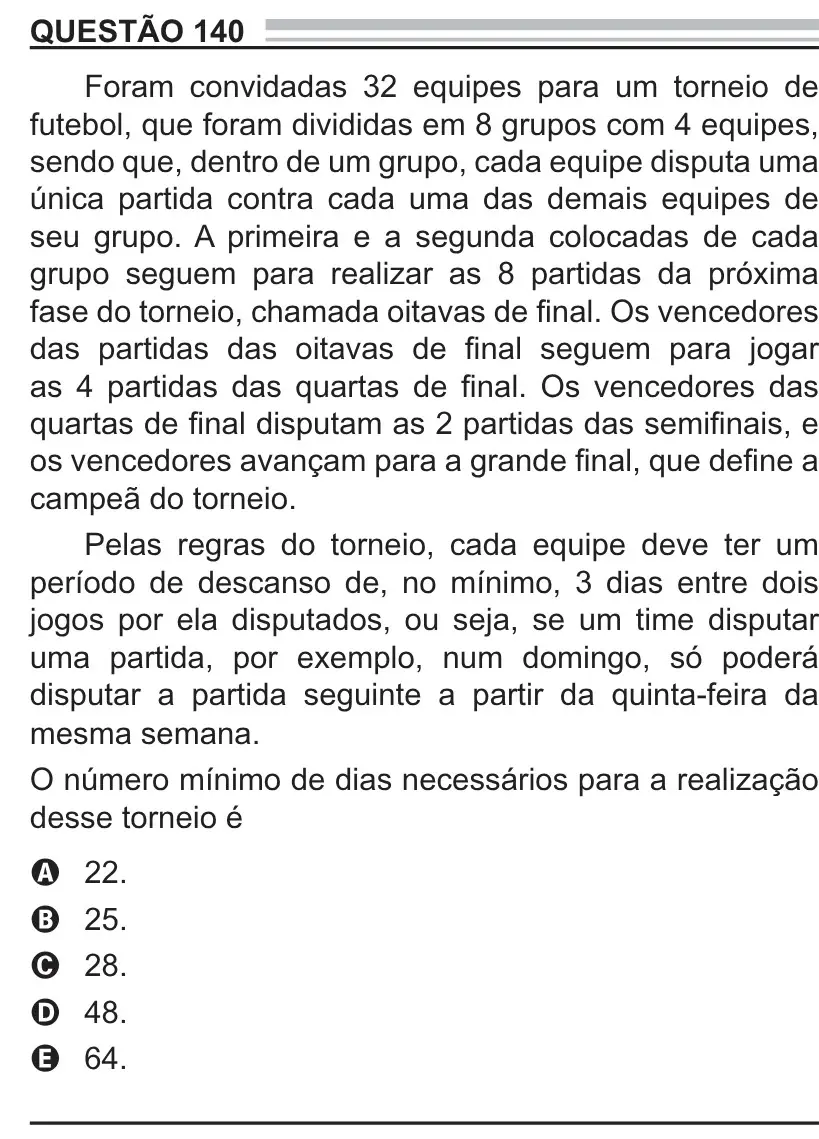 QUESTÃO 140
Foram convidadas 32 equipes para um torneio de
futebol, que foram divididas em 8 grupos com 4 equipes,
sendo que, dentro de um grupo, cada equipe disputa uma
única partida contra cada uma das demais equipes de
seu grupo. A primeira e a segunda colocadas de cada
grupo seguem para realizar as 8 partidas da próxima
fase do torneio, chamada oitavas de final. Os vencedores
das partidas das oitavas de final seguem para jogar
as 4 partidas das quartas de final. Os vencedores das
quartas de final disputam as 2 partidas das semifinais, e
os vencedores avançam para a grande final, que define a
campeã do torneio.
Pelas regras do torneio, cada equipe deve ter um
período de descanso de, no mínimo, 3 dias entre dois
jogos por ela disputados, ou seja, se um time disputar
uma partida, por exemplo, num domingo, só poderá
disputar a partida seguinte a partir da quinta-feira da
mesma semana.
O número mínimo de dias necessários para a realização
desse torneio é
A 22.
B 25.
C 28.
D 48.
E 64.